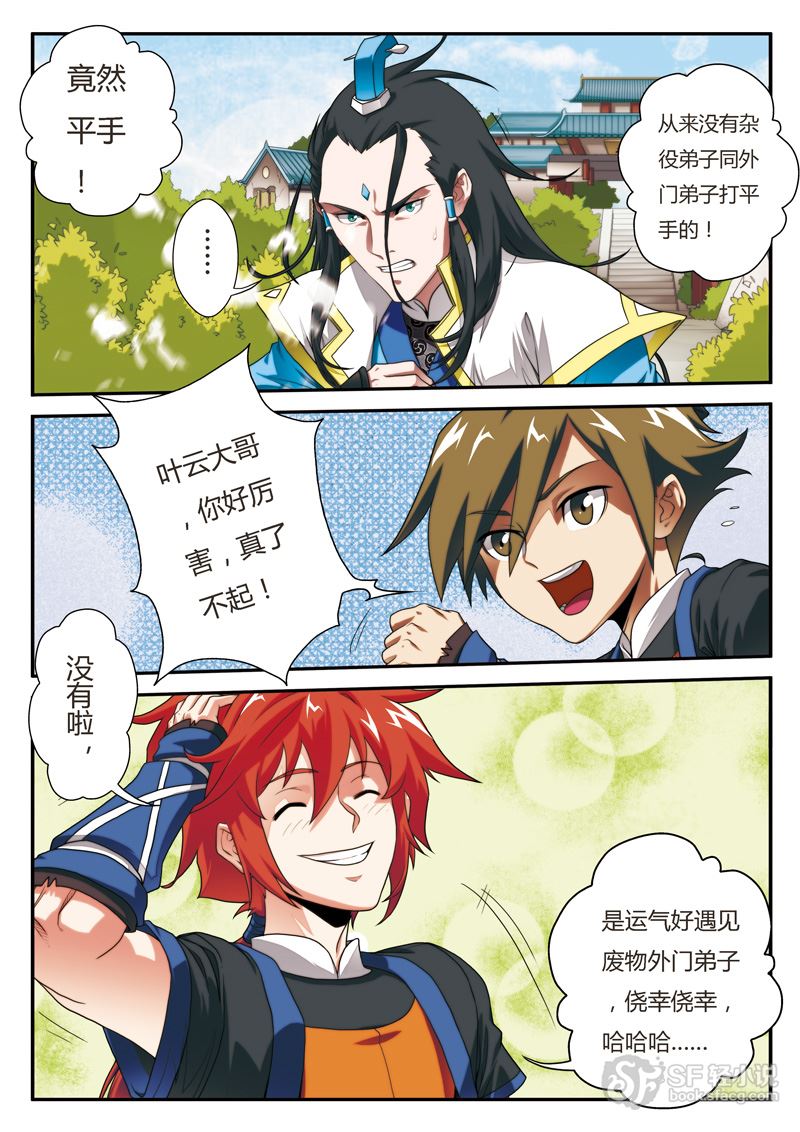 竟然
平手
！
从来没有杂
役弟子同外
门弟子打平
手的！
……
叶云大哥
，你好厉
害，真了
不起！
没有啦，
是运气好遇见
废物外门弟子
，侥幸侥幸，
哈哈哈……
SF轻小说
book.sfacg.com